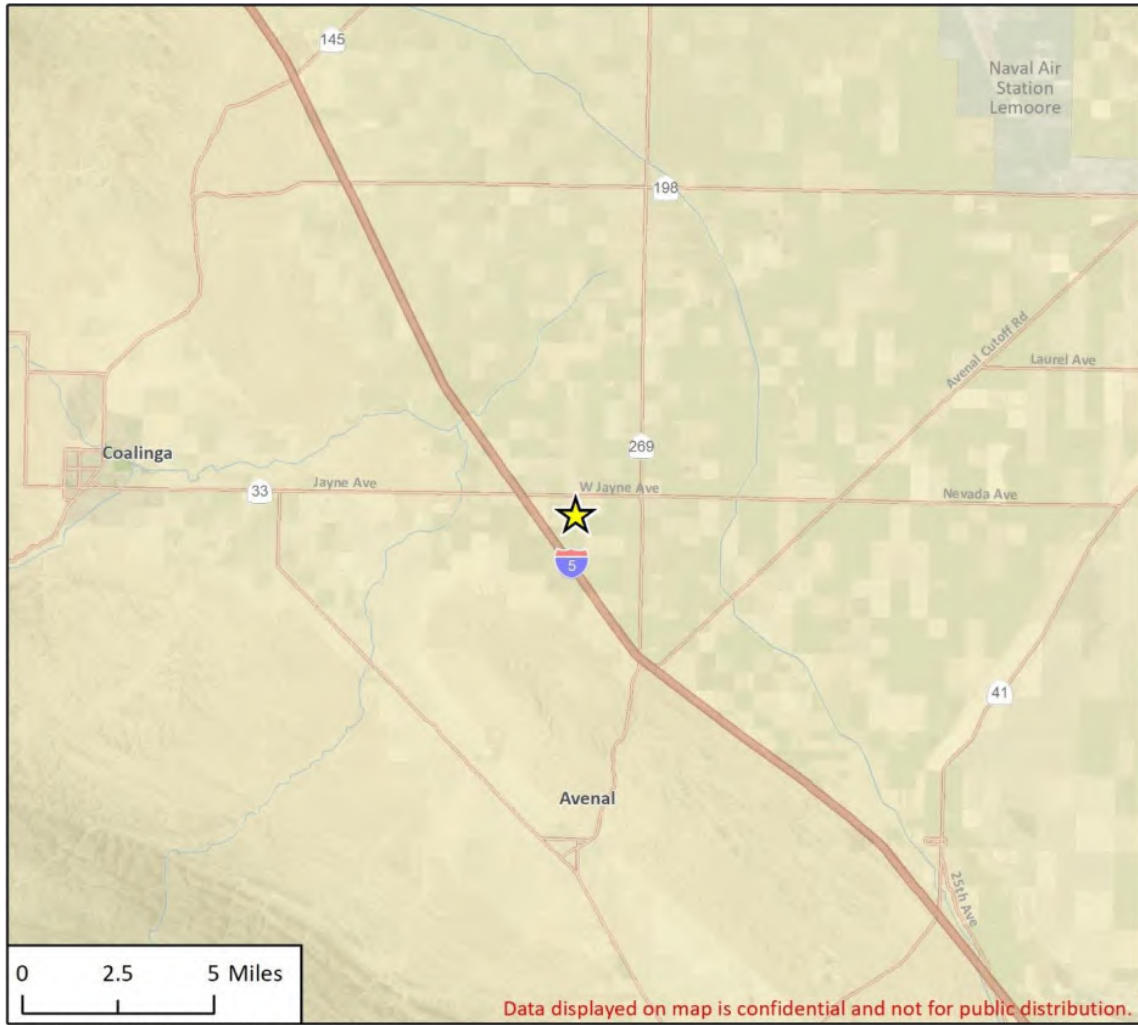 145
Naval Air
Station
Lemoore
198
Avenal Cutoff Rd
Laurel Ave
269
Coalinga
33
Jayne Ave
W Jayne Ave
Nevada Ave
5
41
Avenal
25th Ave
0 2.5 5 Miles
Data displayed on map is confidential and not for public distribution.